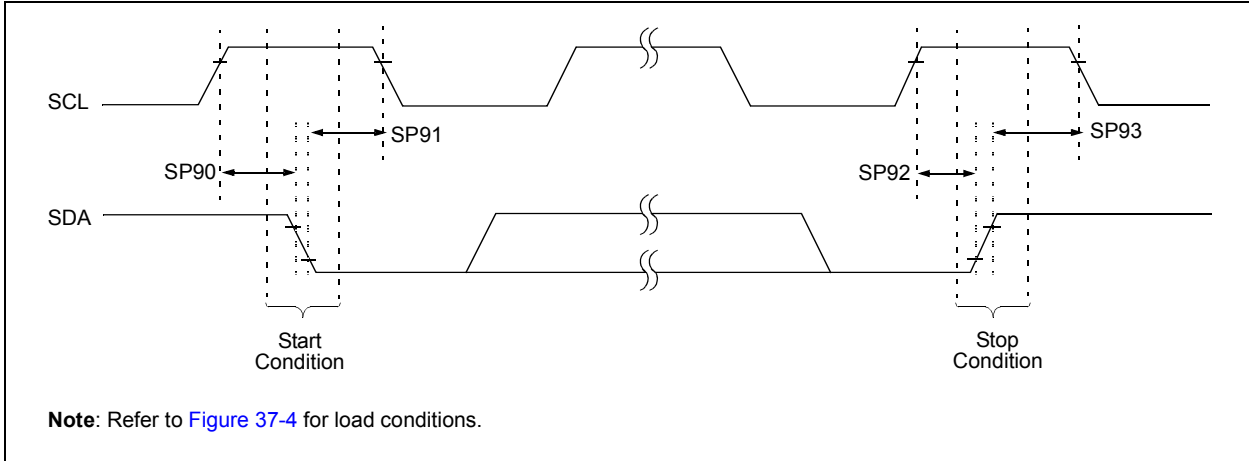 SCL
SP91
SP93
SP90
SP92
SDA
Start
Condition
Stop
Condition
Note: Refer to Figure 37-4 for load conditions.